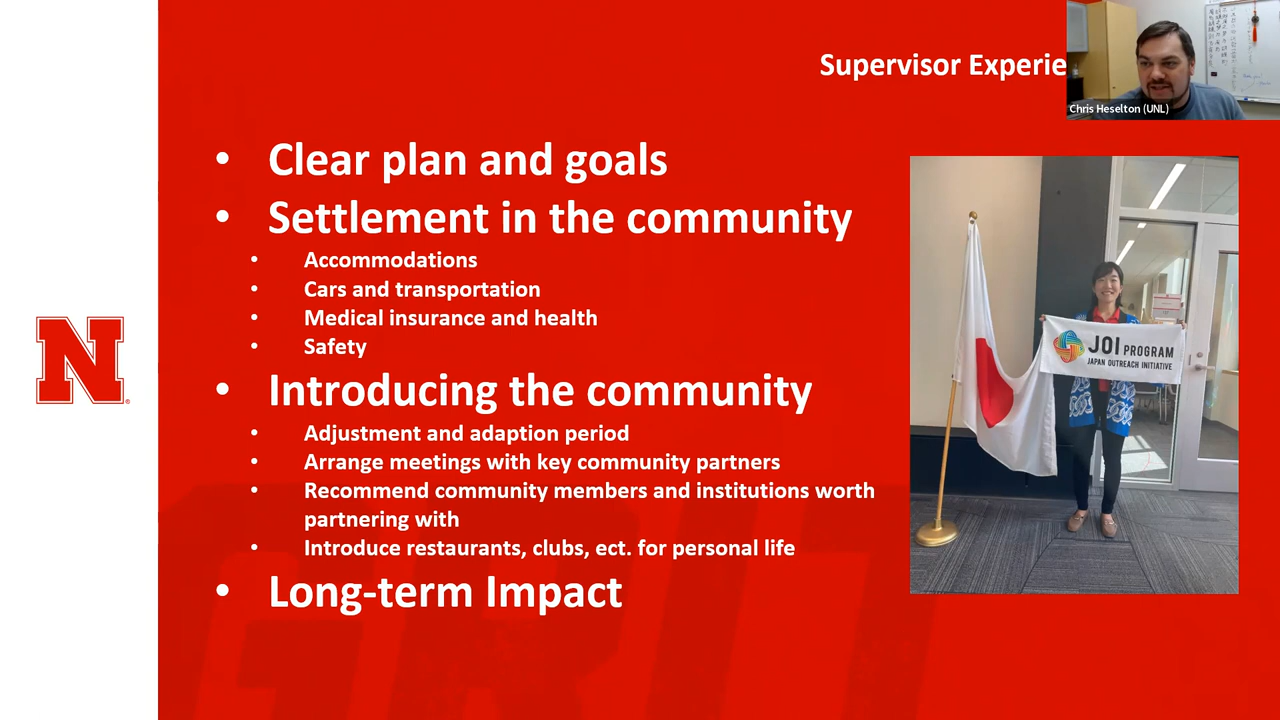 Supervisor Experie
Chris Heselton (UNL)
• Clear plan and goals
• Settlement in the community
• Accommodations
• Cars and transportation
• Medical insurance and health
• Safety
• Introducing the community
• Adjustment and adaption period
• Arrange meetings with key community partners
• Recommend community members and institutions worth
partnering with
• Introduce restaurants, clubs, ect. for personal life
• Long-term Impact
N
JOI PROGRAM
JAPAN OUTREACH INITIATIVE